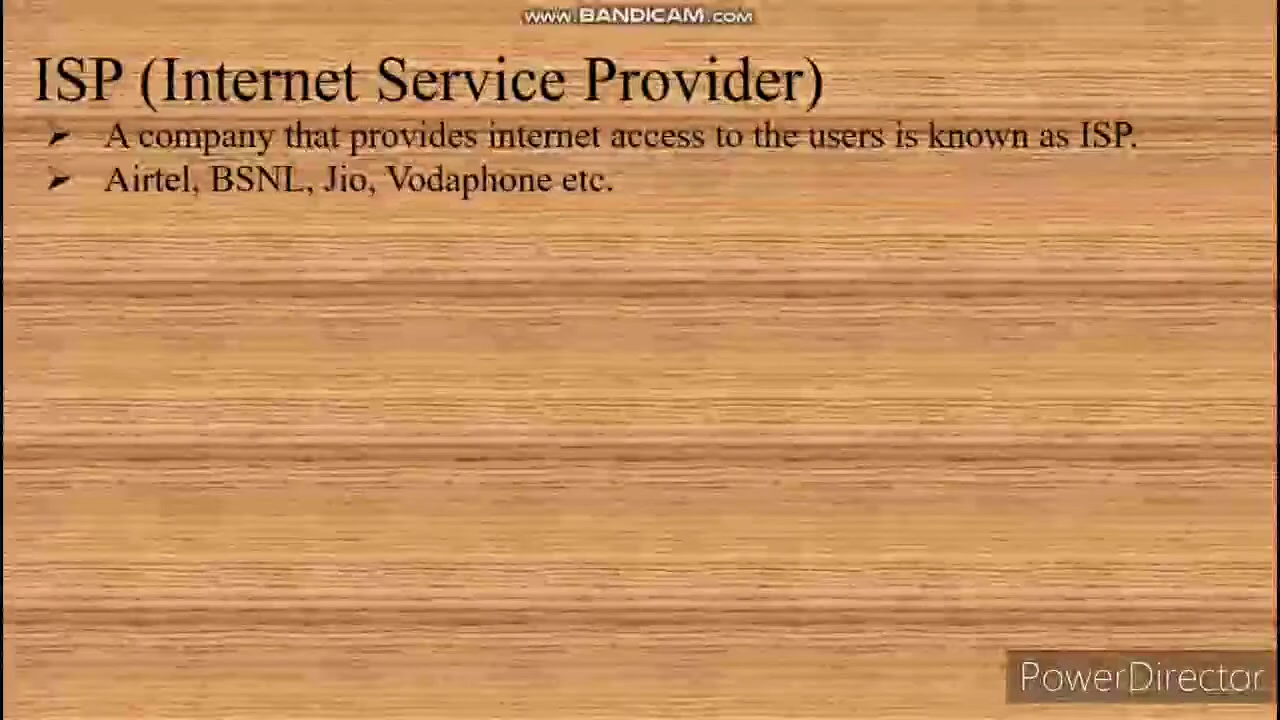 www.BANDICAM.com
ISP (Internet Service Provider)
➤ A company that provides internet access to the users is known as ISP.
➤ Airtel, BSNL, Jio, Vodaphone etc.
PowerDirector